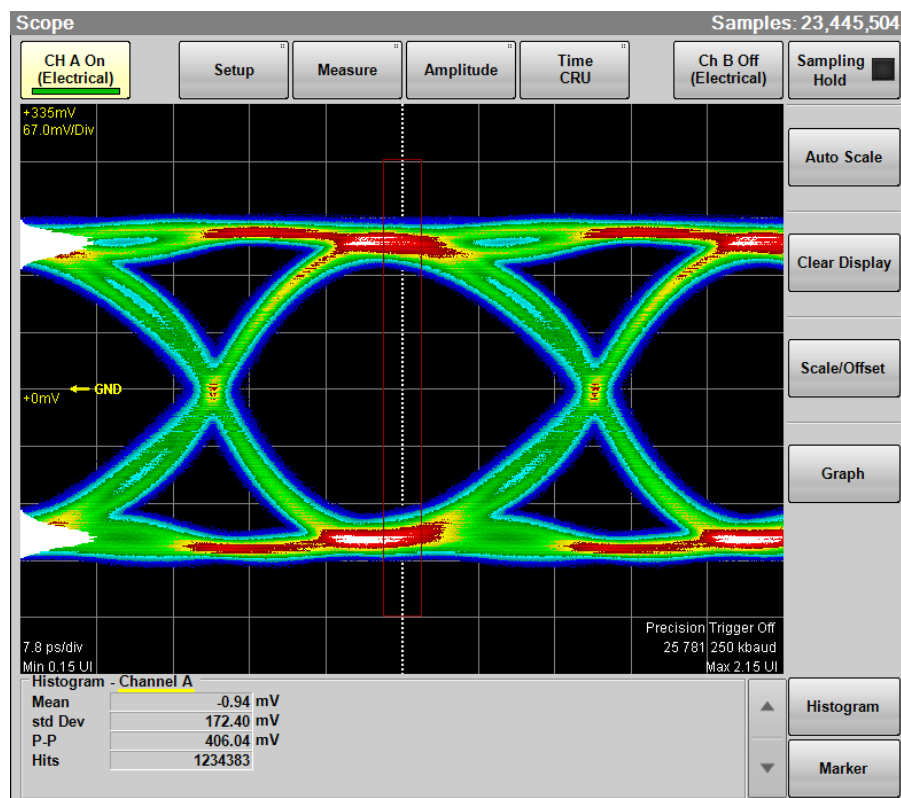 Scope
Samples: 23,445,504
CH A On
(Electrical)
Setup
Measure
Amplitude
Time
CRU
Ch B Off
(Electrical)
Sampling
Hold
+335mV
67.0mV/Div
Auto Scale
Clear Display
Scale/Offset
Graph
GND
+0mV
Precision Trigger Off
7.8 ps/div
25 781 250 kbaud
Min 0.15 UI
Max 2.15 UI
Histogram - Channel A
Mean -0.94 mV
std Dev 172.40 mV
P-P 406.04 mV
Hits 1234383
Histogram
Marker